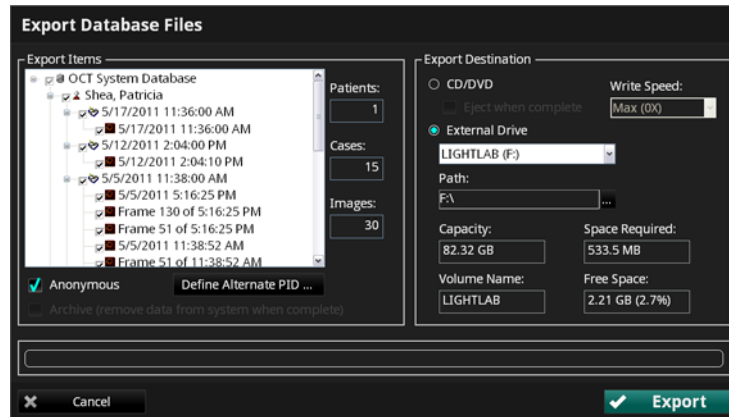 Export Database Files
Export Items
OCT System Database
Shea, Patricia
5/17/2011 11:36:00 AM
5/17/2011 11:36:00 AM
5/12/2011 2:04:00 PM
5/12/2011 2:04:10 PM
5/5/2011 11:38:00 AM
5/5/2011 5:16:25 PM
Frame 130 of 5:16:25 PM
Frame 51 of 5:16:25 PM
5/5/2011 11:38:52 AM
Frame 51 of 11:38:52 AM
Patients:
1
Cases:
15
Images:
30
Anonymous
Define Alternate PID ...
Archive (remove data from system when complete)
Export Destination
CD/DVD
Write Speed:
Eject when complete
Max (0X)
External Drive
LIGHTLAB (F:)
Path:
F:\
...
Capacity:
Space Required:
82.32 GB
533.5 MB
Volume Name:
Free Space:
LIGHTLAB
2.21 GB (2.7%)
Cancel
Export